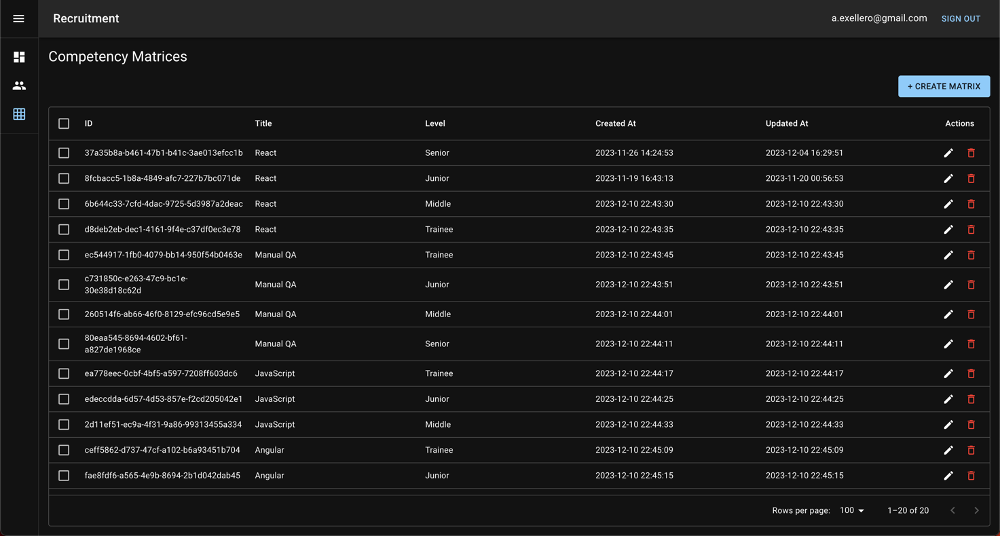 Recruitment
a.exellero@gmail.com SIGN OUT
Competency Matrices
+ CREATE MATRIX
ID Title Level Created At Updated At Actions
37a35b8a-b461-47b1-b41c-3ae013efcc1b React Senior 2023-11-26 14:24:53 2023-12-04 16:29:51
8fcbacc5-1b8a-4849-afc7-227b7bc071de React Junior 2023-11-19 16:43:13 2023-11-20 00:56:53
6b644c33-7cfd-4dac-9725-5d3987a2deac React Middle 2023-12-10 22:43:30 2023-12-10 22:43:30
d8deb2eb-dec1-4161-9f4e-c37df0ec3e78 React Trainee 2023-12-10 22:43:35 2023-12-10 22:43:35
ec544917-1fb0-4079-bb14-950f54b0463e Manual QA Trainee 2023-12-10 22:43:45 2023-12-10 22:43:45
c731850c-e263-47c9-bc1e-
30e38d18c62d Manual QA Junior 2023-12-10 22:43:51 2023-12-10 22:43:51
260514f6-ab66-46f0-8129-efc96cd5e9e5 Manual QA Middle 2023-12-10 22:44:01 2023-12-10 22:44:01
80eaa545-8694-4602-bf61-
a827de1968ce Manual QA Senior 2023-12-10 22:44:11 2023-12-10 22:44:11
ea778eec-0cbf-4bf5-a597-7208ff603dc6 JavaScript Trainee 2023-12-10 22:44:17 2023-12-10 22:44:17
edeccdda-6d57-4d53-857e-f2cd205042e1 JavaScript Junior 2023-12-10 22:44:25 2023-12-10 22:44:25
2d11ef51-ec9a-4f31-9a86-99313455a334 JavaScript Middle 2023-12-10 22:44:33 2023-12-10 22:44:33
ceff5862-d737-47cf-a102-b6a93451b704 Angular Trainee 2023-12-10 22:45:09 2023-12-10 22:45:09
fae8fdf6-a565-4e9b-8694-2b1d042dab45 Angular Junior 2023-12-10 22:45:15 2023-12-10 22:45:15
Rows per page: 100 1–20 of 20